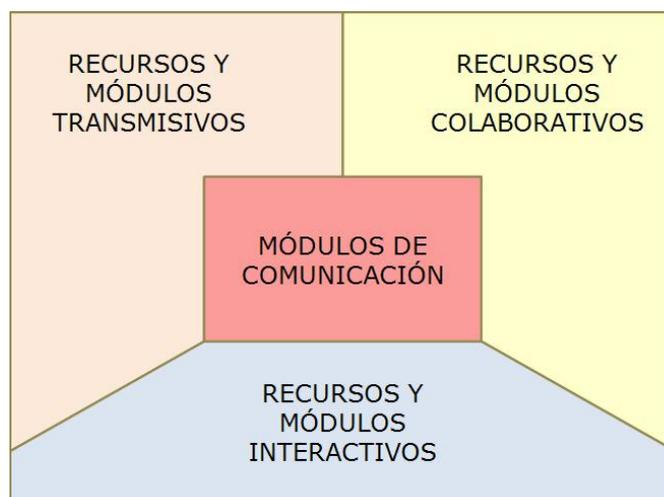 RECURSOS Y
MÓDULOS
TRANSMISIVOS
RECURSOS Y
MÓDULOS
COLABORATIVOS
MÓDULOS DE
COMUNICACIÓN
RECURSOS Y
MÓDULOS
INTERACTIVOS